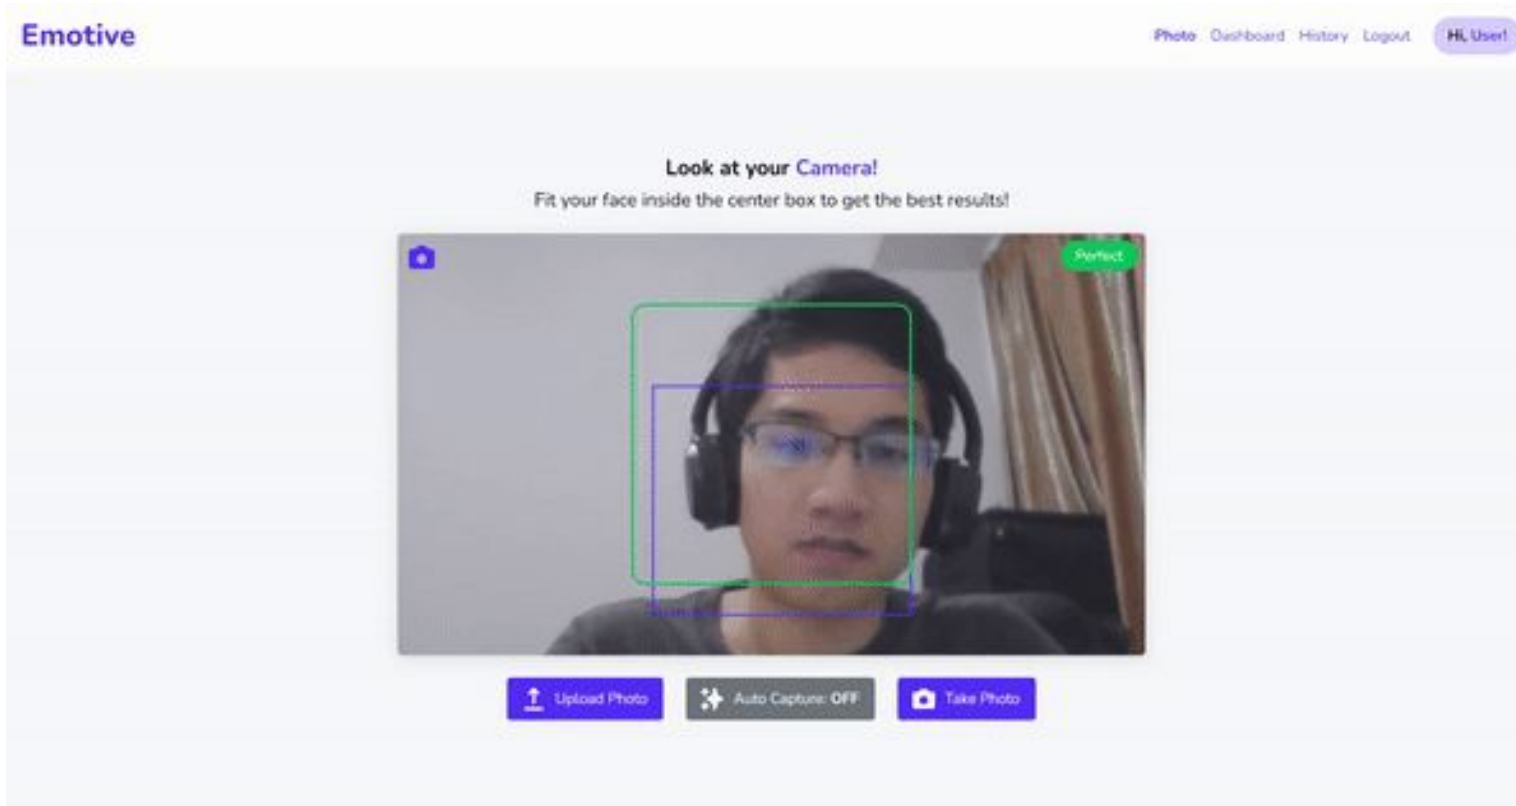 Emotive
Photo Dashboard History Logout Hi, User!
Look at your Camera!
Fit your face inside the center box to get the best results!
Perfect
Upload Photo Auto Capture: OFF Take Photo